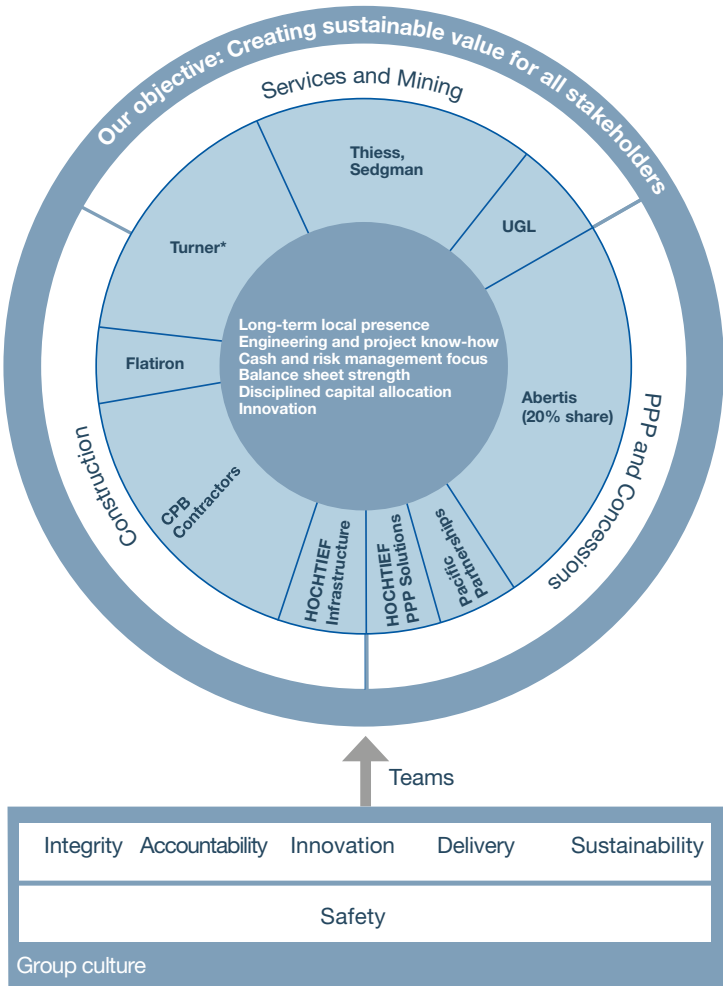 Our objective: Creating sustainable value for all stakeholders
Services and Mining
Thiess,
Sedgman
UGL
Turner*
Flatiron
Long-term local presence
Engineering and project know-how
Cash and risk management focus
Balance sheet strength
Disciplined capital allocation
Innovation
Abertis
(20% share)
PPP and Concessions
Construction
CPB
Contractors
HOCHTIEF
Infrastructure
HOCHTIEF
PPP Solutions
Pacific
Partnerships
Teams
Integrity Accountability Innovation Delivery Sustainability
Safety
Group culture